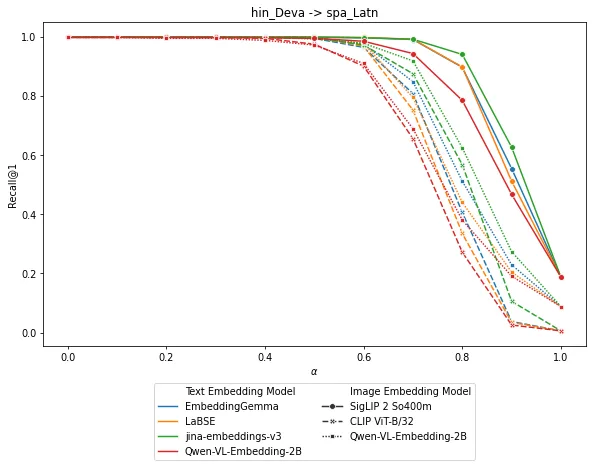 hin_Deva -> spa_Latn
Recall@1
1.0
0.8
0.6
0.4
0.2
0.0
0.0 0.2 0.4 0.6 0.8 1.0
α
Text Embedding Model Image Embedding Model
EmbeddingGemma SigLIP 2 So400m
LaBSE CLIP ViT-B/32
jina-embeddings-v3 Qwen-VL-Embedding-2B
Qwen-VL-Embedding-2B